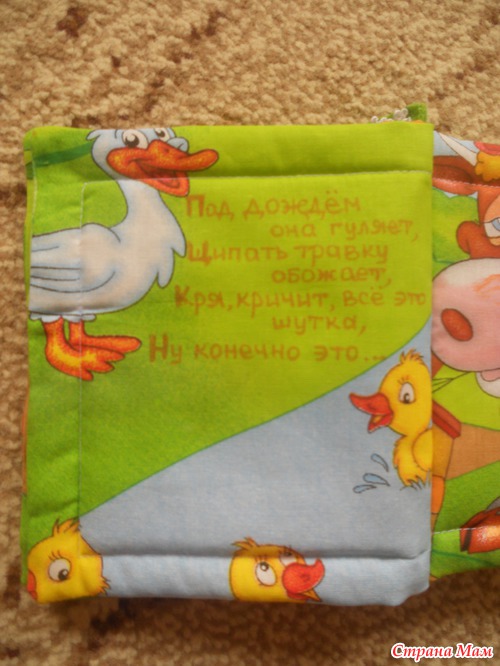 Под дождём
она гуляет,
Щипать травку
обожает,
Кря, кричит, всё это
шутка,
Ну конечно это...
Страна Мам